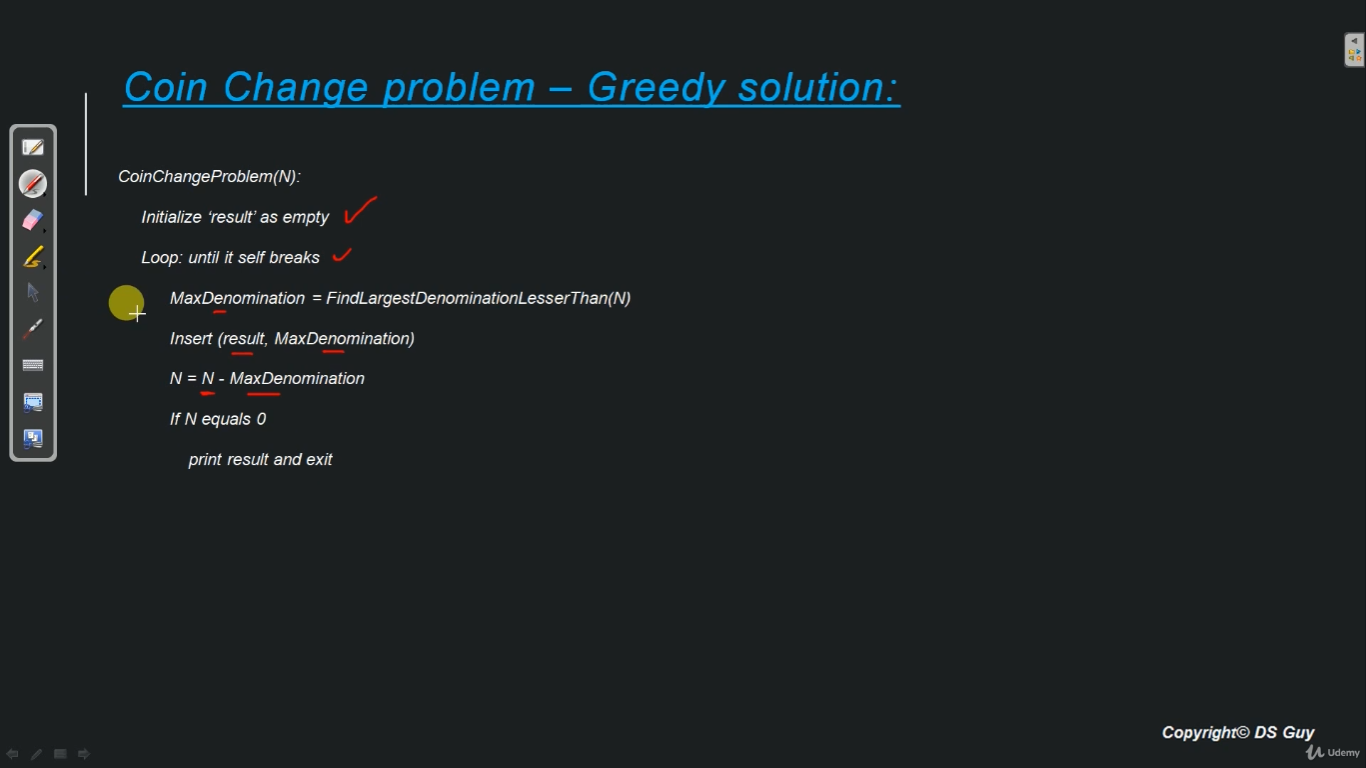 Coin Change problem – Greedy solution:
CoinChangeProblem(N):
Initialize ‘result’ as empty
Loop: until it self breaks
MaxDenomination = FindLargestDenominationLesserThan(N)
Insert (result, MaxDenomination)
N = N - MaxDenomination
If N equals 0
print result and exit
Copyright© DS Guy
Udemy